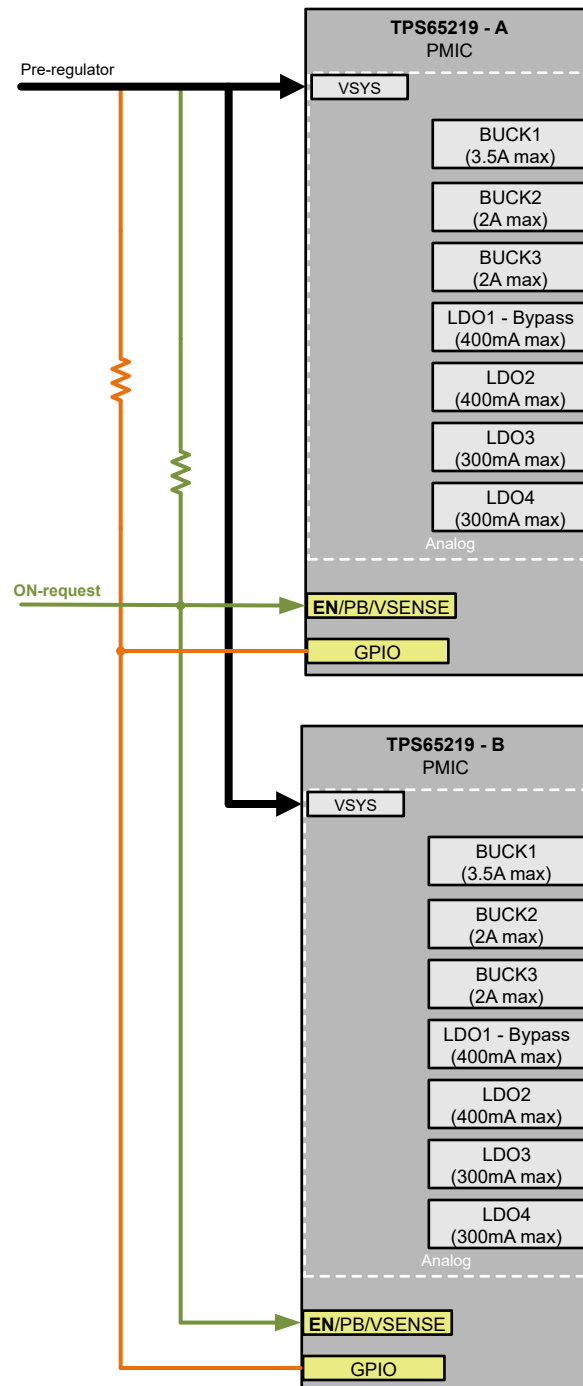 TPS65219 - A
PMIC
Pre-regulator
VSYS
BUCK1
(3.5A max)
BUCK2
(2A max)
BUCK3
(2A max)
LDO1 - Bypass
(400mA max)
LDO2
(400mA max)
LDO3
(300mA max)
LDO4
(300mA max)
Analog
ON-request
EN/PB/VSENSE
GPIO
TPS65219 - B
PMIC
VSYS
BUCK1
(3.5A max)
BUCK2
(2A max)
BUCK3
(2A max)
LDO1 - Bypass
(400mA max)
LDO2
(400mA max)
LDO3
(300mA max)
LDO4
(300mA max)
Analog
EN/PB/VSENSE
GPIO